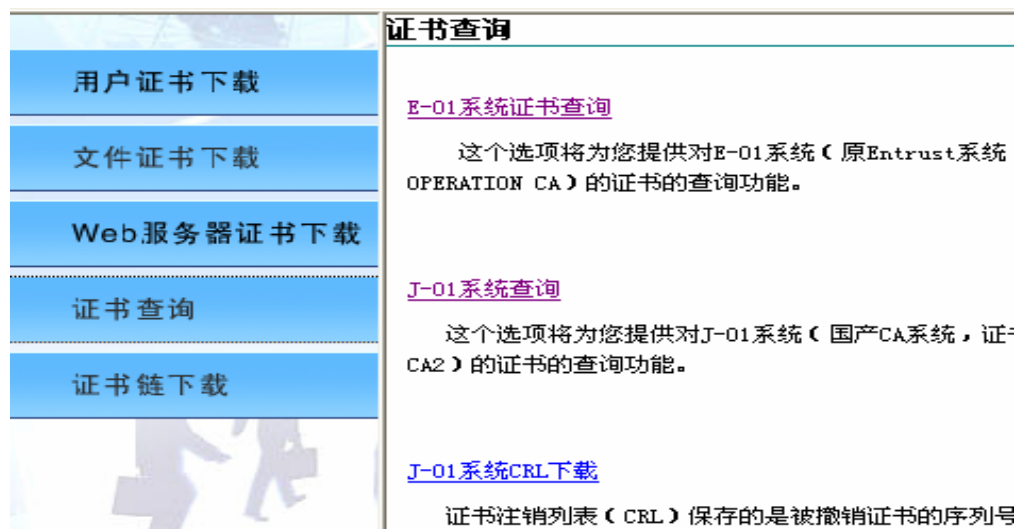 用户证书下载
文件证书下载
Web服务器证书下载
证书查询
证书链下载
证书查询
E-01系统证书查询
这个选项将为您提供对E-01系统（原Entrust系统
OPERATION CA）的证书的查询功能。
J-01系统查询
这个选项将为您提供对J-01系统（国产CA系统，证
CA2）的证书的查询功能。
J-01系统CRL下载
证书注销列表（CRL）保存的是被撤销证书的序列号